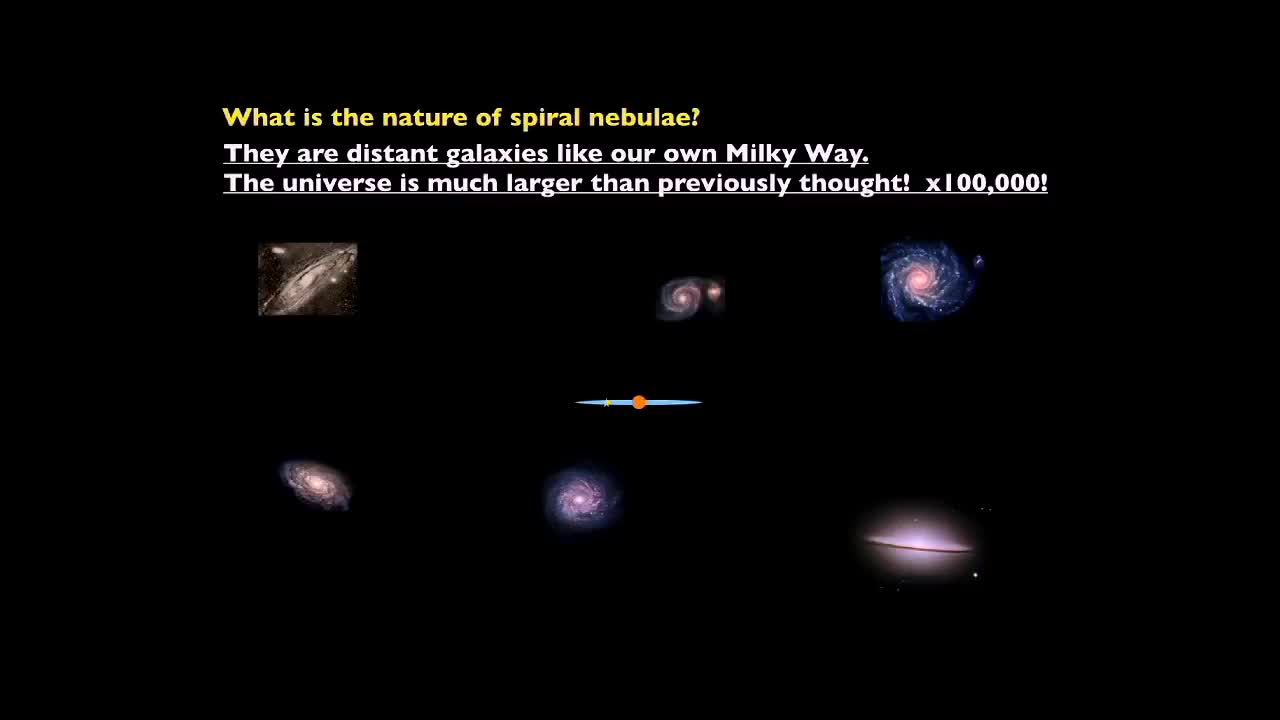 What is the nature of spiral nebulae?
They are distant galaxies like our own Milky Way.
The universe is much larger than previously thought!  x100,000!